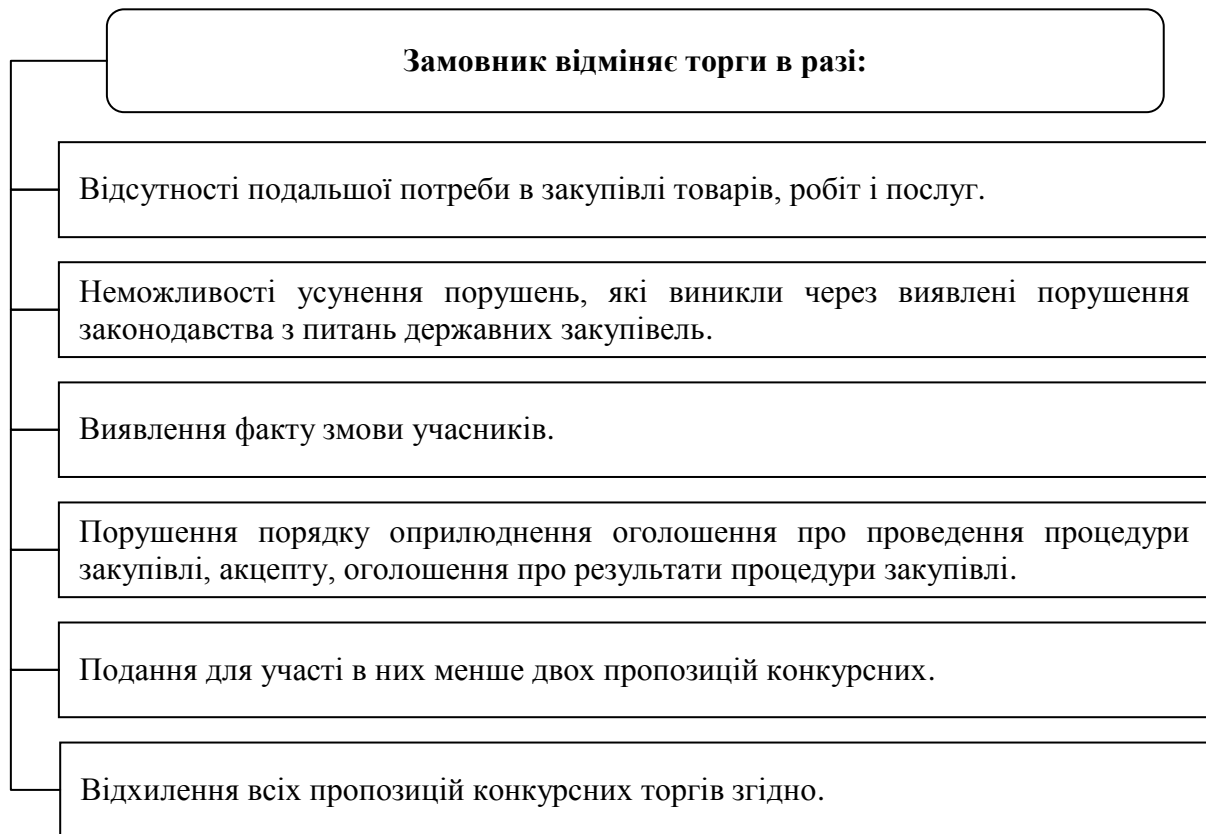 Замовник відміняє торги в разі:
Відсутності подальшої потреби в закупівлі товарів, робіт і послуг.
Неможливості усунення порушень, які виникли через виявлені порушення
законодавства з питань державних закупівель.
Виявлення факту змови учасників.
Порушення порядку оприлюднення оголошення про проведення процедури
закупівлі, акцепту, оголошення про результати процедури закупівлі.
Подання для участі в них менше двох пропозицій конкурсних.
Відхилення всіх пропозицій конкурсних торгів згідно.